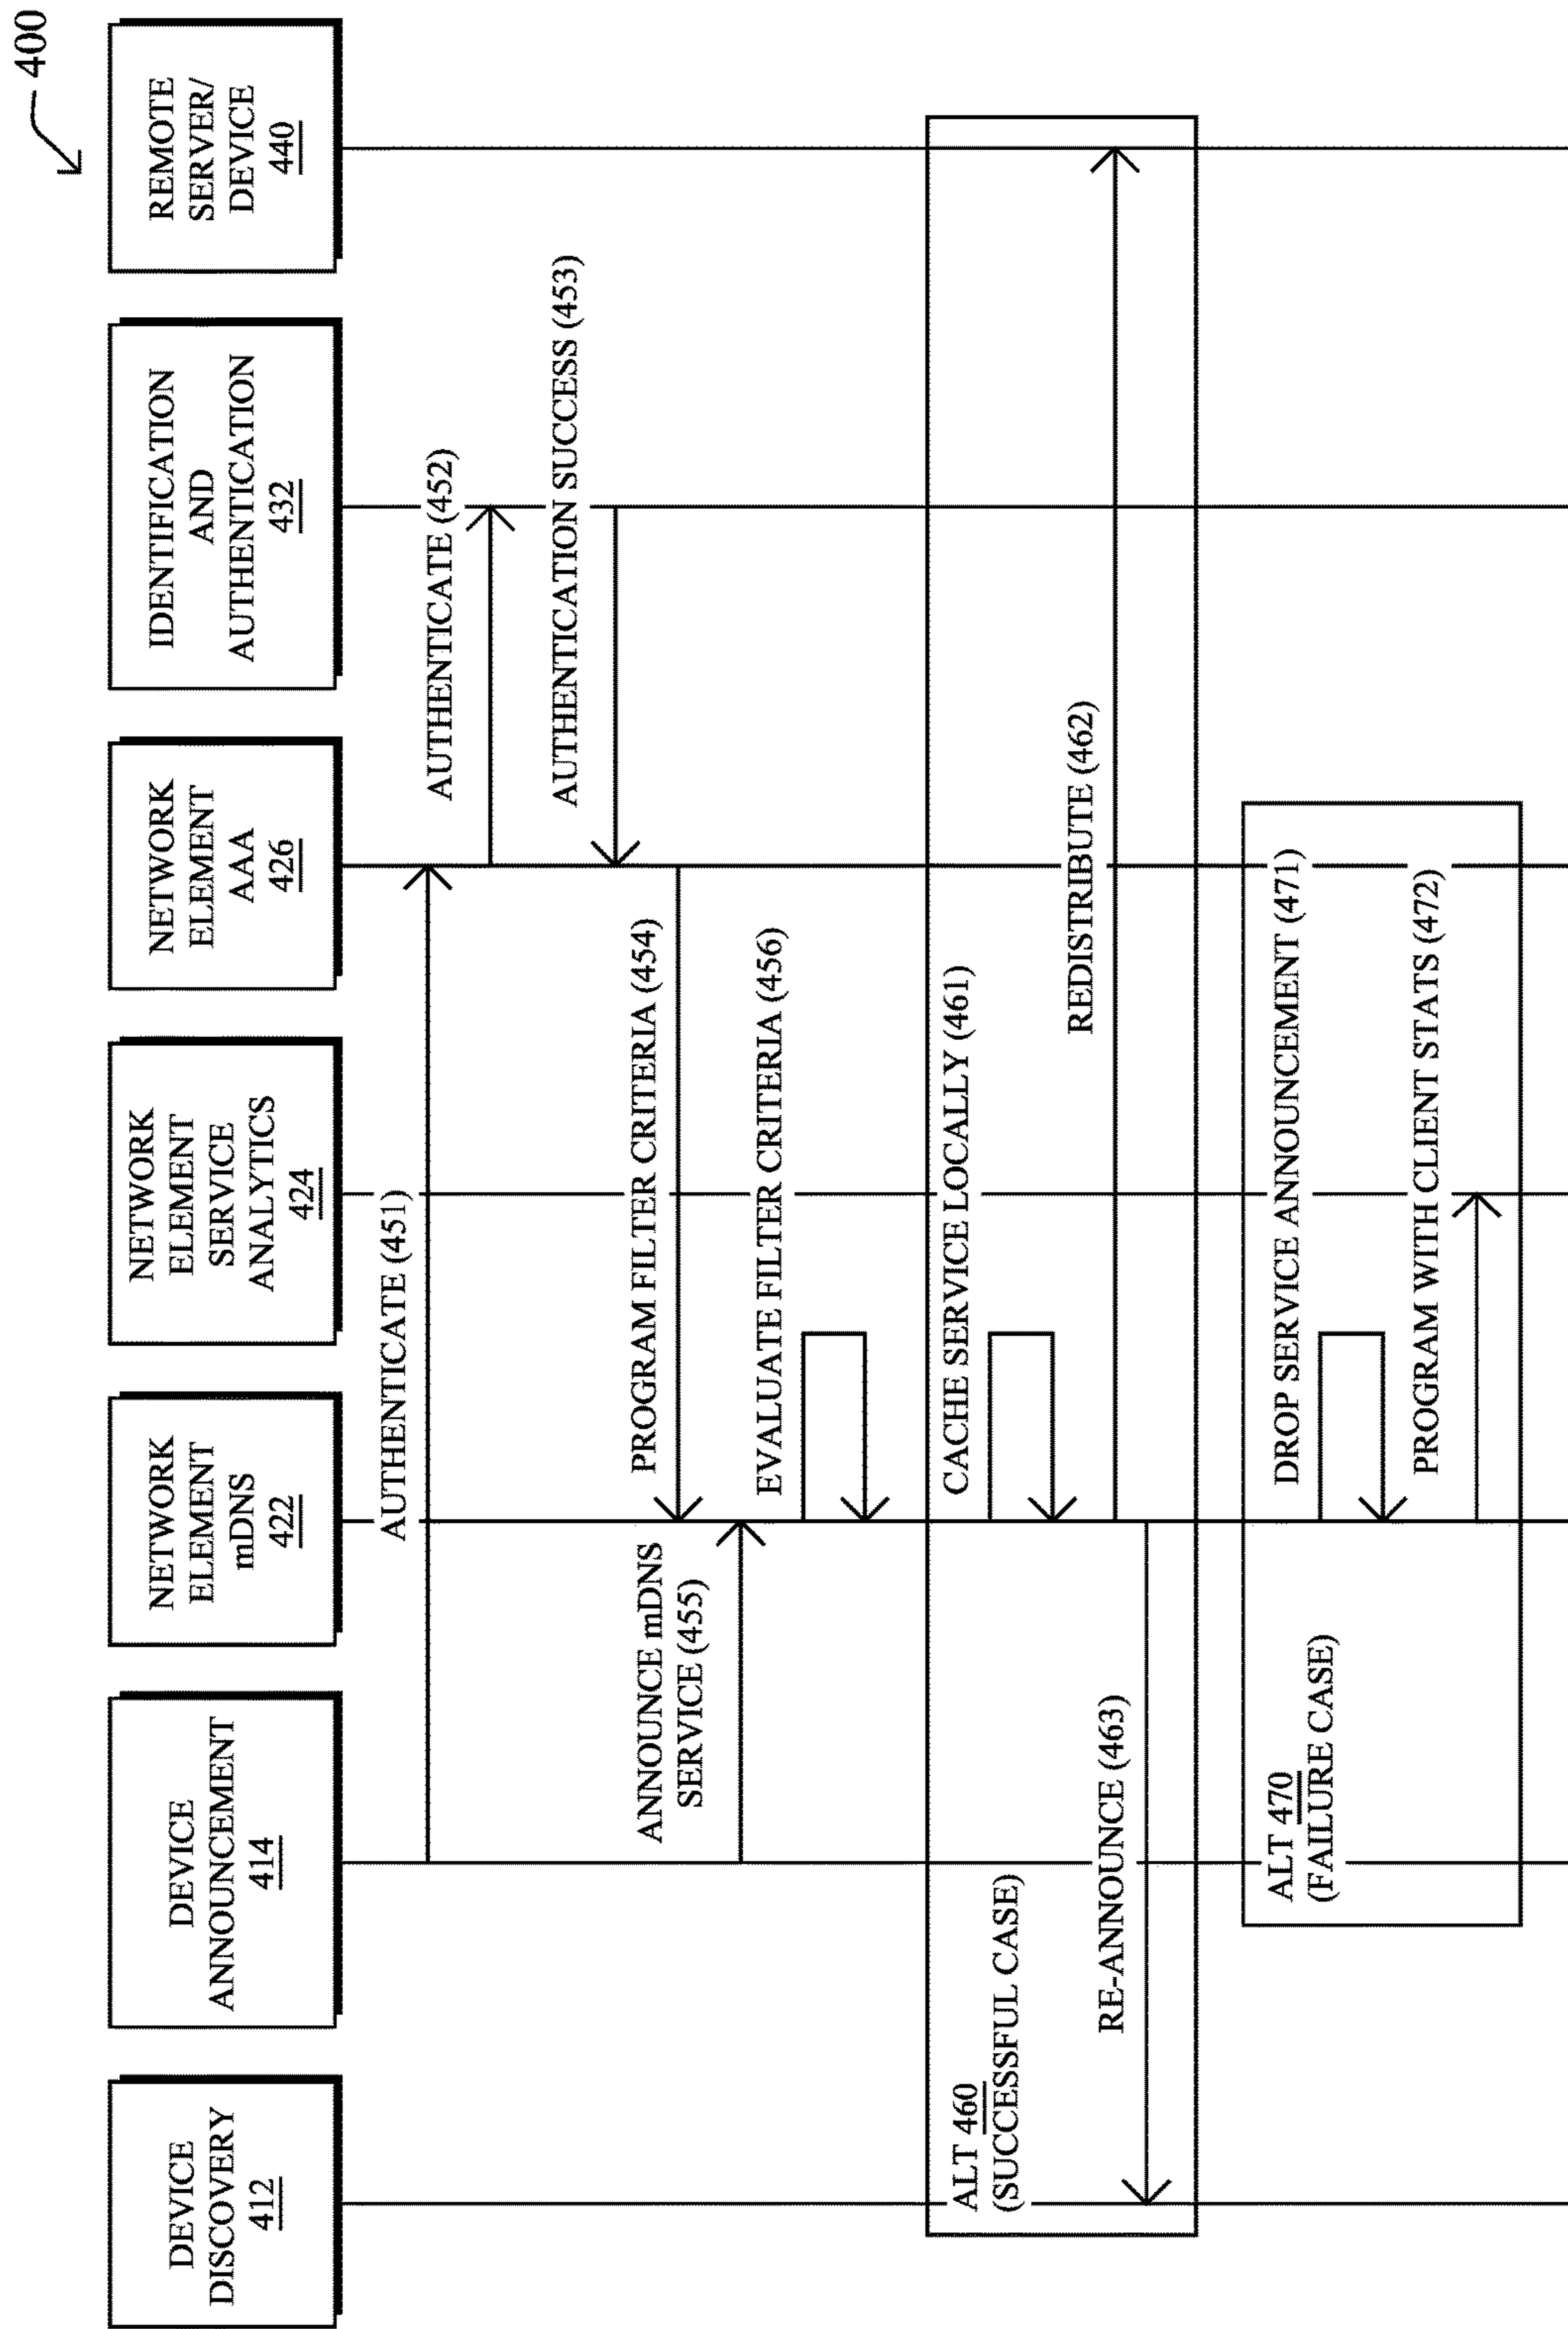 400
DEVICE
DISCOVERY
412
DEVICE
ANNOUNCEMENT
414
NETWORK
ELEMENT
mDNS
422
NETWORK
ELEMENT
SERVICE
ANALYTICS
424
NETWORK
ELEMENT
AAA
426
IDENTIFICATION
AND
AUTHENTICATION
432
REMOTE
SERVER/
DEVICE
440
AUTHENTICATE (451)
AUTHENTICATE (452)
AUTHENTICATION SUCCESS (453)
PROGRAM FILTER CRITERIA (454)
ANNOUNCE mDNS
SERVICE (455)
EVALUATE FILTER CRITERIA (456)
ALT 460
(SUCCESSFUL CASE)
CACHE SERVICE LOCALLY (461)
REDISTRIBUTE (462)
RE-ANNOUNCE (463)
ALT 470
(FAILURE CASE)
DROP SERVICE ANNOUNCEMENT (471)
PROGRAM WITH CLIENT STATS (472)